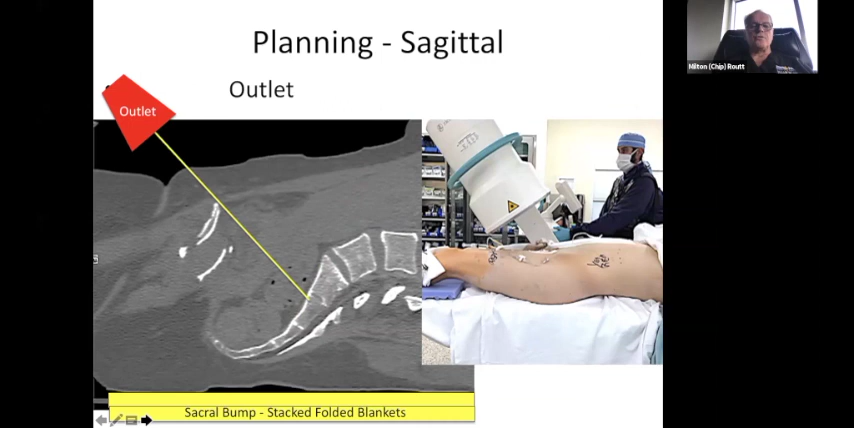 Planning - Sagittal
Outlet
Outlet
Sacral Bump - Stacked Folded Blankets
Milton (Chip) Routt